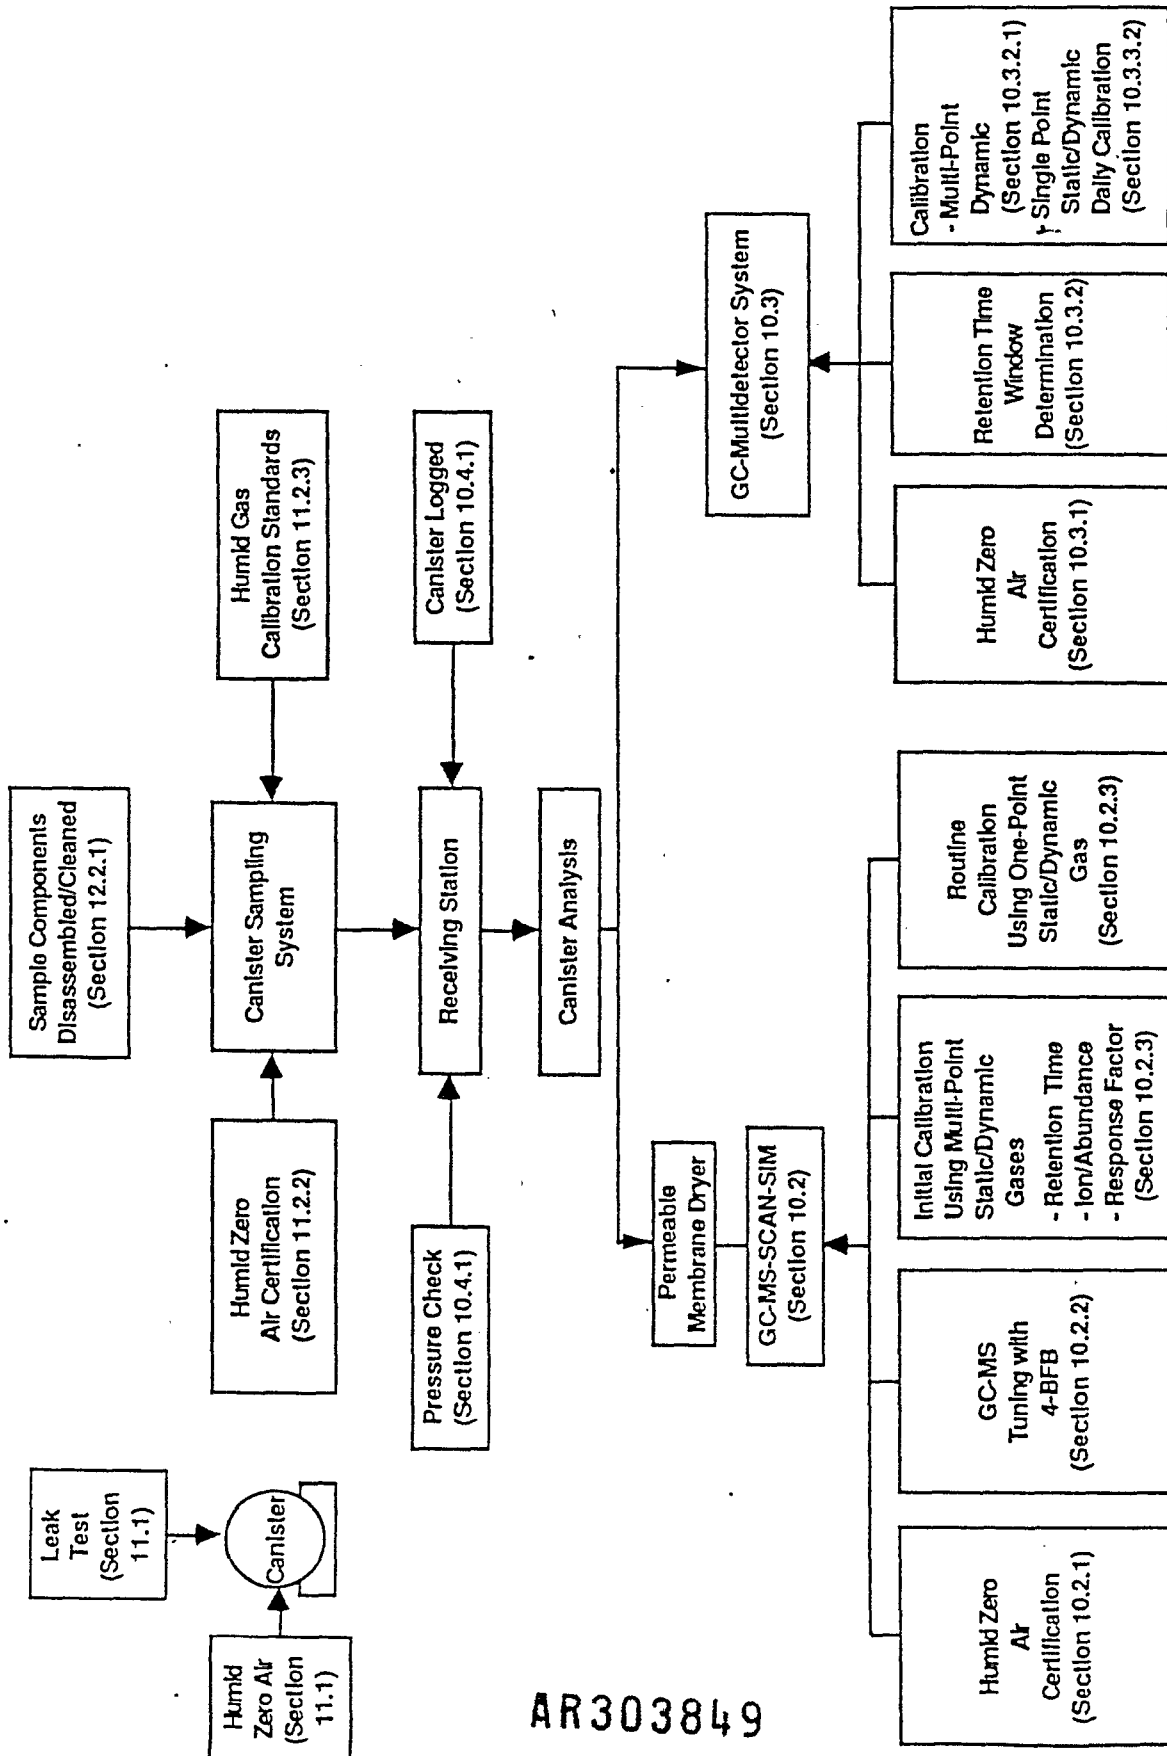 Leak
Test
(Section
11.1)
Humid
Zero Air
(Section
11.1)
Canister
Sample Components
Disassembled/Cleaned
(Section 12.2.1)
Humid Zero
Air Certification
(Section 11.2.2)
Canister Sampling
System
Humid Gas
Calibration Standards
(Section 11.2.3)
Pressure Check
(Section 10.4.1)
Receiving Station
Canister Logged
(Section 10.4.1)
Canister Analysis
Permeable
Membrane Dryer
GC-MS-SCAN-SIM
(Section 10.2)
GC-Multidetector System
(Section 10.3)
Humid Zero
Air
Certification
(Section 10.2.1)
GC-MS
Tuning with
4-BFB
(Section 10.2.2)
Initial Calibration
Using Multi-Point
Static/Dynamic
Gases
- Retention Time
- Ion/Abundance
- Response Factor
(Section 10.2.3)
Routine
Calibration
Using One-Point
Static/Dynamic
Gas
(Section 10.2.3)
Humid Zero
Air
Certification
(Section 10.3.1)
Retention Time
Window
Determination
(Section 10.3.2)
Calibration
- Multi-Point
Dynamic
(Section 10.3.2.1)
- Single Point
Static/Dynamic
Daily Calibration
(Section 10.3.3.2)
AR303849